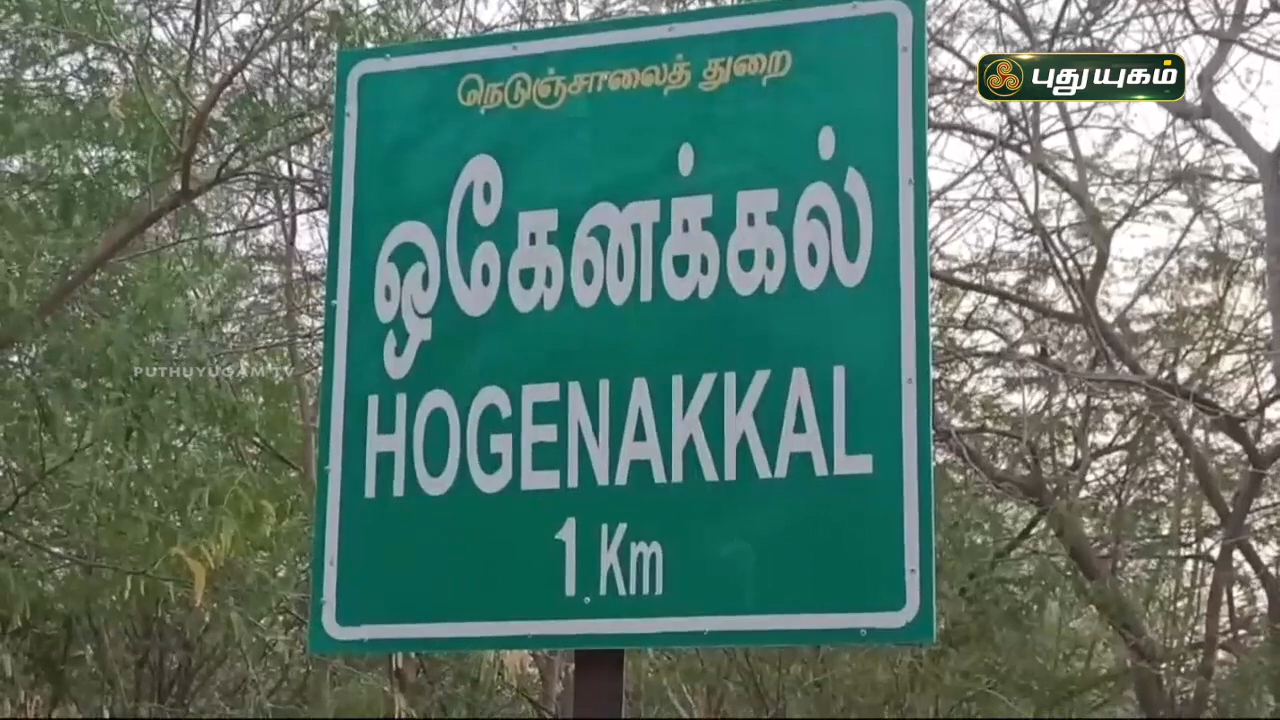 நெடுஞ்சாலைத் துறை
புது யுகம்
ஒகேனக்கல்
PUTHUYUGAM TV
HOGENAKKAL
1 Km